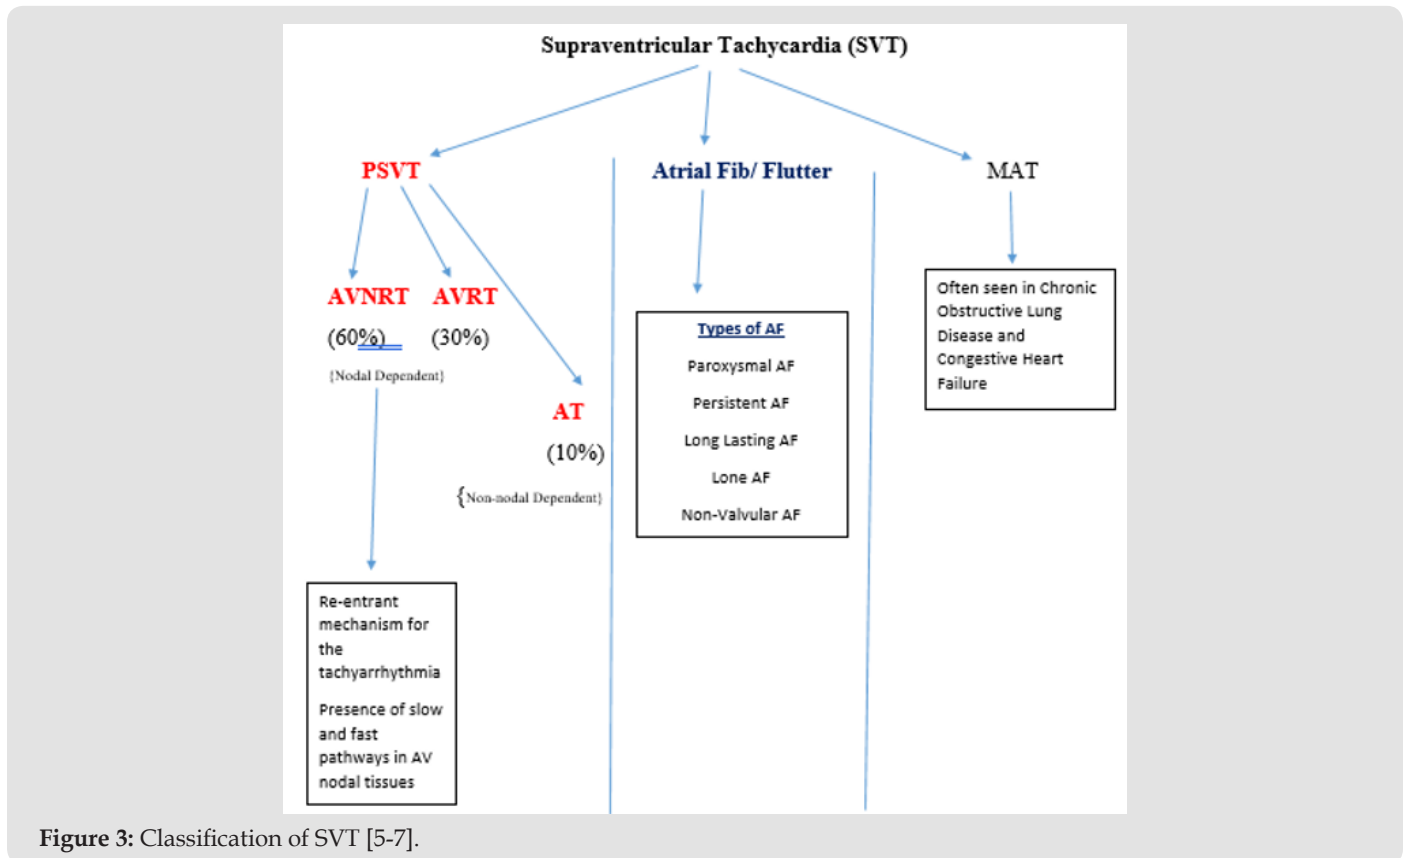 Supraventricular Tachycardia (SVT)
PSVT
Atrial Fib/ Flutter
MAT
AVNRT
AVRT
(60%)
(30%)
{Nodal Dependent}
AT
(10%)
{Non-nodal Dependent}
Re-entrant
mechanism for
the
tachyarrhythmia
Presence of slow
and fast
pathways in AV
nodal tissues
Types of AF
Paroxysmal AF
Persistent AF
Long Lasting AF
Lone AF
Non-Valvular AF
Often seen in Chronic
Obstructive Lung
Disease and
Congestive Heart
Failure
Figure 3: Classification of SVT [5-7].